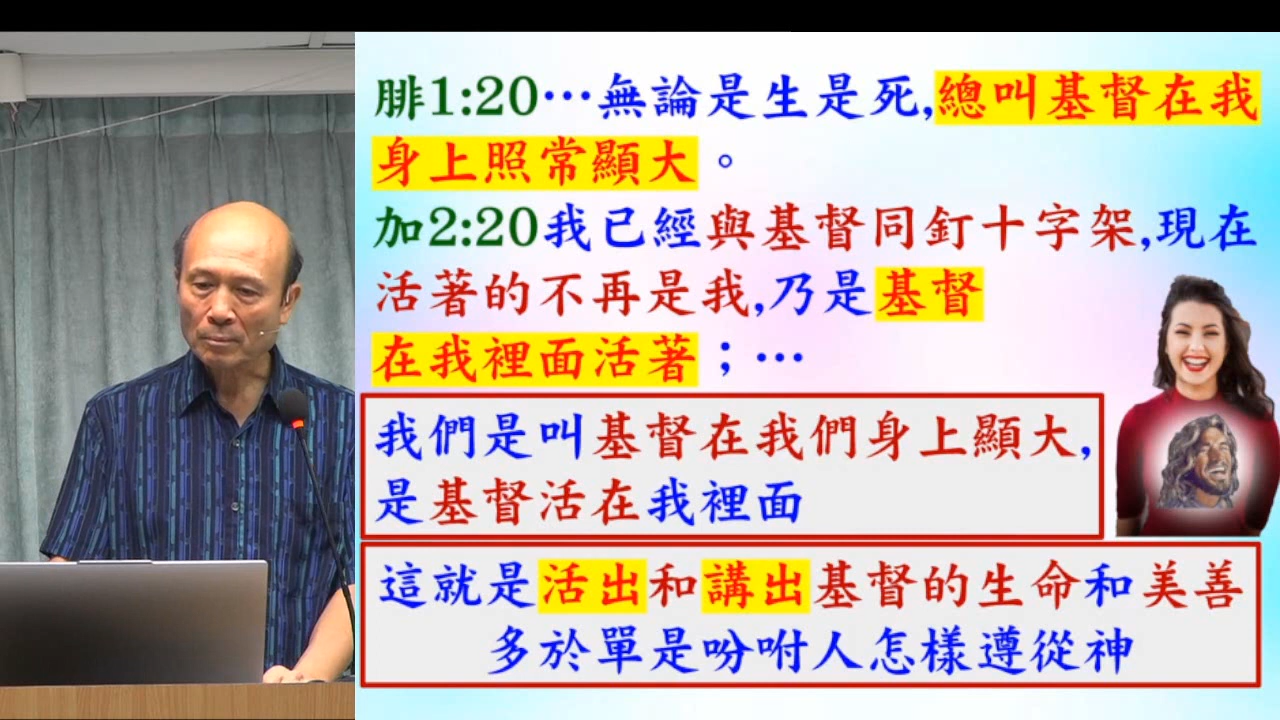 腓1:20…無論是生是死,總叫基督在我
身上照常顯大。
加2:20我已經與基督同釘十字架,現在
活著的不再是我,乃是基督
在我裡面活著；…
我們是叫基督在我們身上顯大,
是基督活在我裡面
這就是活出和講出基督的生命和美善
多於單是吩咐人怎樣遵從神